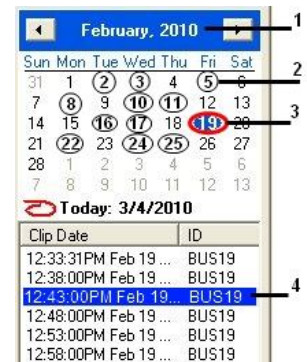 February, 2010 1
Sun Mon Tue Wed Thu Fri Sat
31 1 2 3 4 5 6 2
7 8 9 10 11 12 13
14 15 16 17 18 19 20 3
21 22 23 24 25 26 27
28 1 2 3 4 5 6
7 8 9 10 11 12 13
Today: 3/4/2010
Clip Date ID
12:33:31PM Feb 19 ... BUS19
12:38:00PM Feb 19 ... BUS19
12:43:00PM Feb 19... BUS19 4
12:48:00PM Feb 19 ... BUS19
12:53:00PM Feb 19 ... BUS19
12:58:00PM Feb 19 ... BUS19